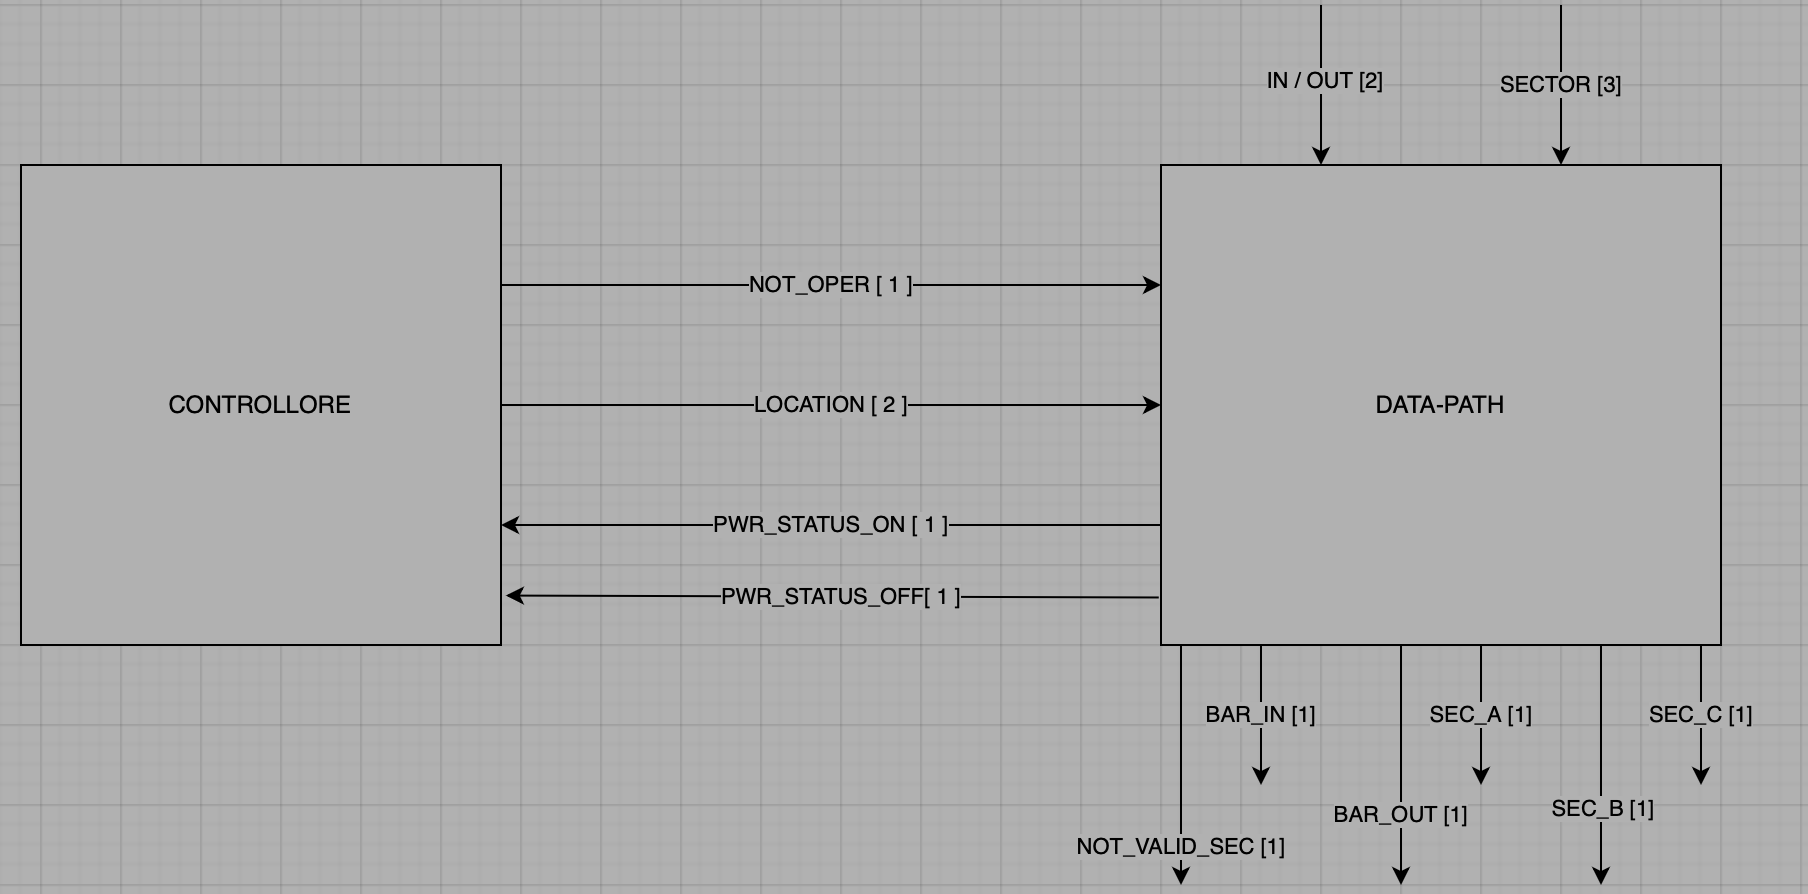 IN / OUT [2]
SECTOR [3]
NOT_OPER [ 1 ]
CONTROLLORE
LOCATION [ 2 ]
DATA-PATH
PWR_STATUS_ON [ 1 ]
PWR_STATUS_OFF[ 1 ]
BAR_IN [1]
SEC_A [1]
SEC_C [1]
BAR_OUT [1]
SEC_B [1]
NOT_VALID_SEC [1]